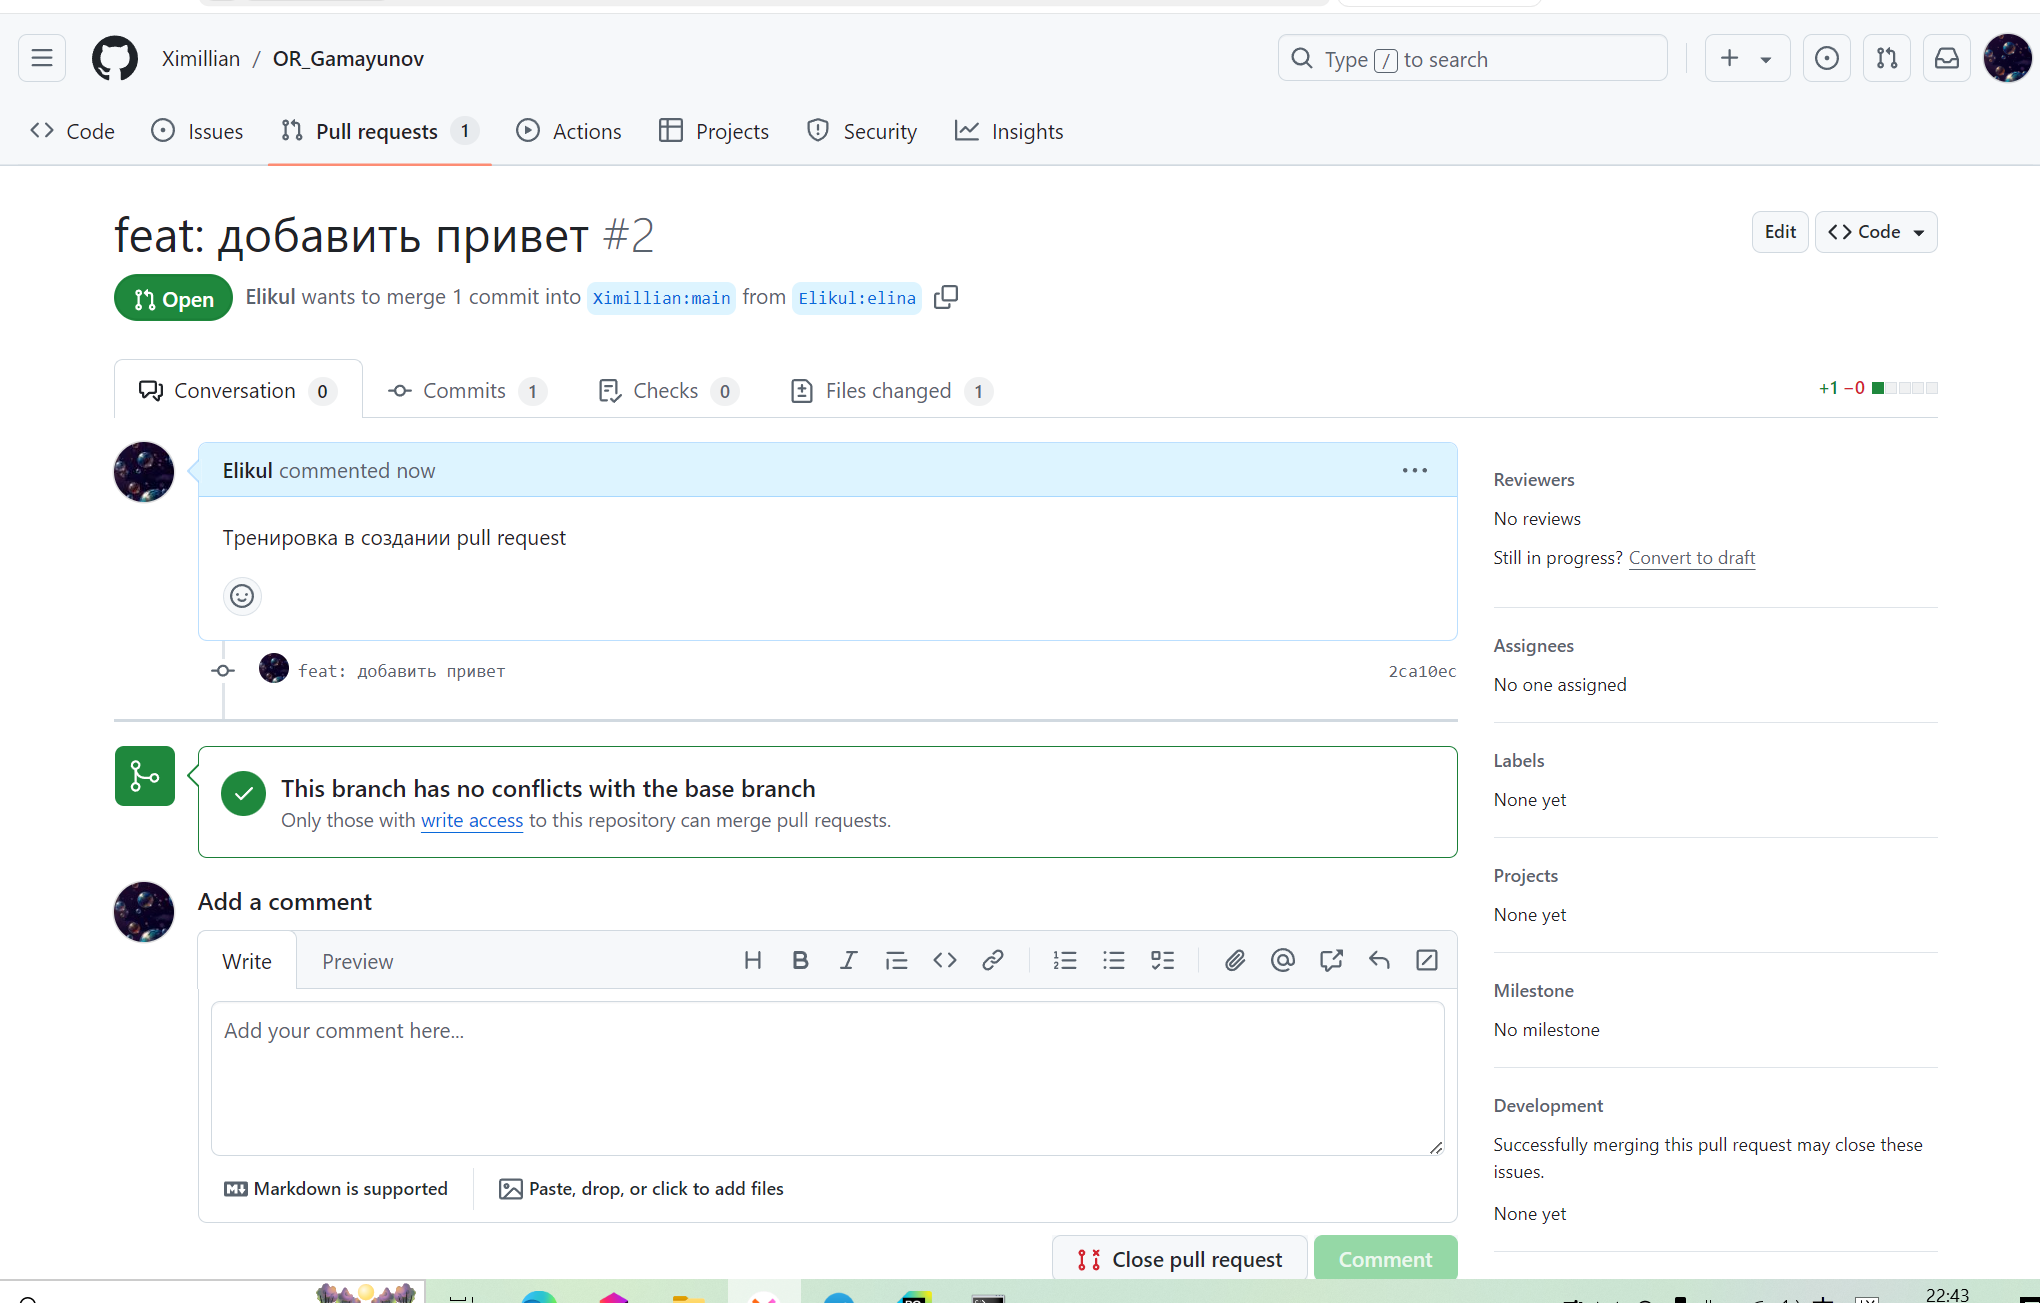 Ximillian / OR_Gamayunov
Type / to search
Code
Issues
Pull requests 1
Actions
Projects
Security
Insights
feat: добавить привет #2
Edit
Code
Open
Elikul wants to merge 1 commit into Ximillian:main from Elikul:elina
Conversation 0
Commits 1
Checks 0
Files changed 1
+1 −0
Elikul commented now
Тренировка в создании pull request
feat: добавить привет
2ca10ec
This branch has no conflicts with the base branch
Only those with write access to this repository can merge pull requests.
Add a comment
Write
Preview
Add your comment here...
Markdown is supported
Paste, drop, or click to add files
Close pull request
Comment
Reviewers
No reviews
Still in progress? Convert to draft
Assignees
No one assigned
Labels
None yet
Projects
None yet
Milestone
No milestone
Development
Successfully merging this pull request may close these
issues.
None yet
22:43